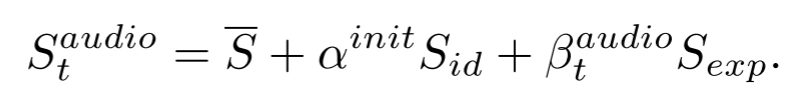 $S_t^{audio} = \overline{S} + \alpha^{init} S_{id} + \beta_t^{audio} S_{exp}.$